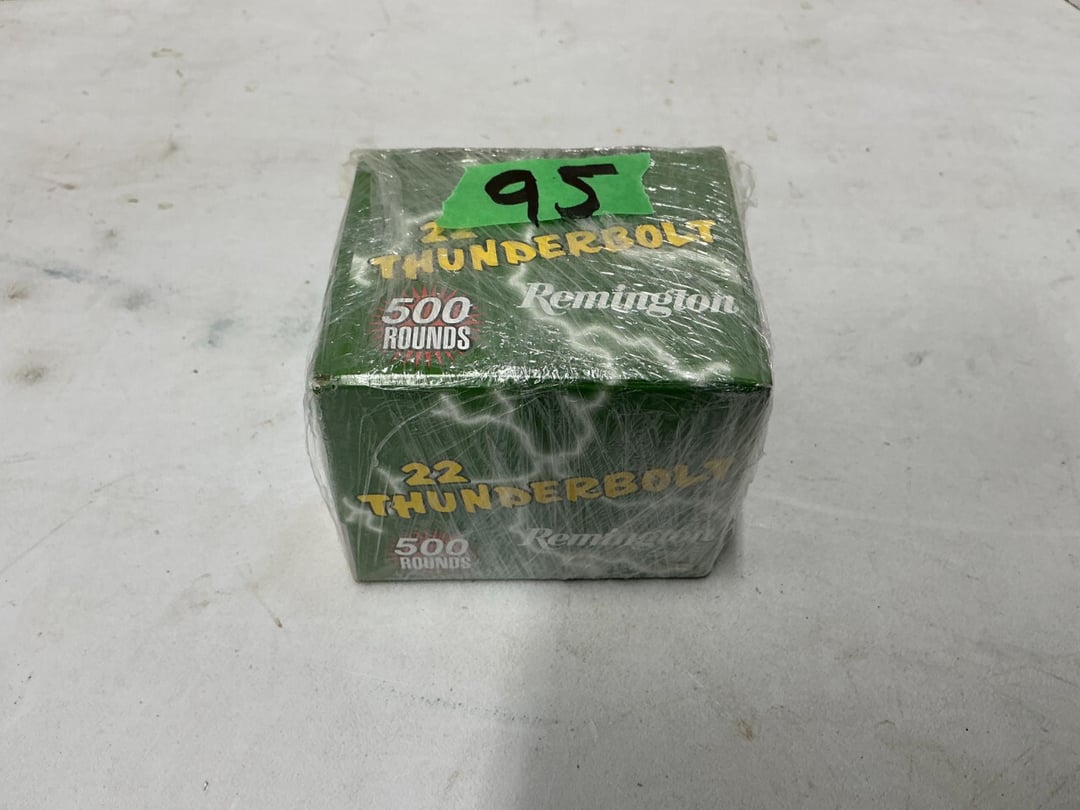 95
22
THUNDERBOLT
500
ROUNDS
Remington
22
THUNDERBOLT
500
ROUNDS
Remington